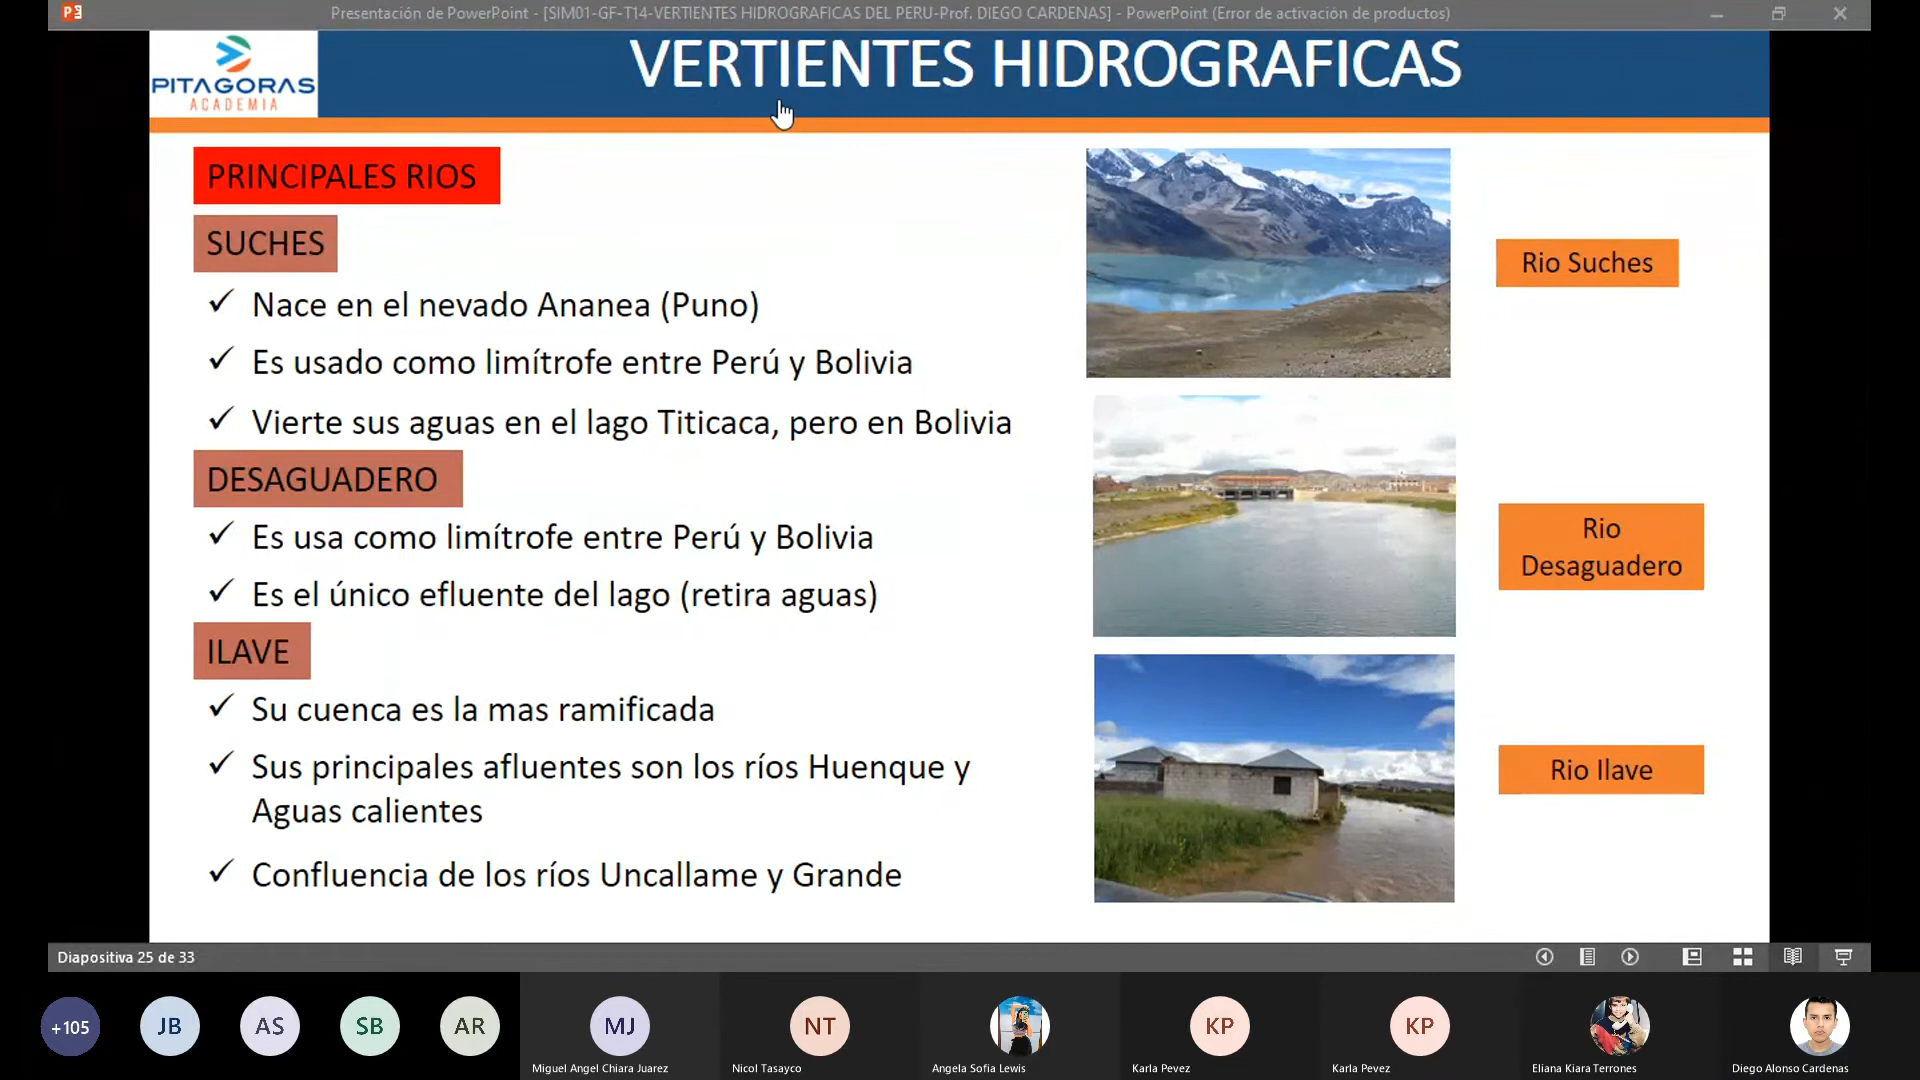 Presentación de PowerPoint - [SIM01-GF-T14-VERTIENTES HIDROGRAFICAS DEL PERU-Prof. DIEGO CARDENAS] - PowerPoint (Error de activación de productos)
PITAGORAS
ACADEMIA
VERTIENTES HIDROGRAFICAS
PRINCIPALES RIOS
SUCHES
✓ Nace en el nevado Ananea (Puno)
✓ Es usado como limítrofe entre Perú y Bolivia
✓ Vierte sus aguas en el lago Titicaca, pero en Bolivia
DESAGUADERO
✓ Es usa como limítrofe entre Perú y Bolivia
✓ Es el único efluente del lago (retira aguas)
ILAVE
✓ Su cuenca es la mas ramificada
✓ Sus principales afluentes son los ríos Huenque y
Aguas calientes
✓ Confluencia de los ríos Uncallame y Grande
Rio Suches
Rio
Desaguadero
Rio Ilave
Diapositiva 25 de 33
+105
JB
AS
SB
AR
MJ
NT
KP
KP
Miguel Angel Chiara Juarez
Nicol Tasayco
Angela Sofia Lewis
Karla Pevez
Karla Pevez
Eliana Kiara Terrones
Diego Alonso Cardenas